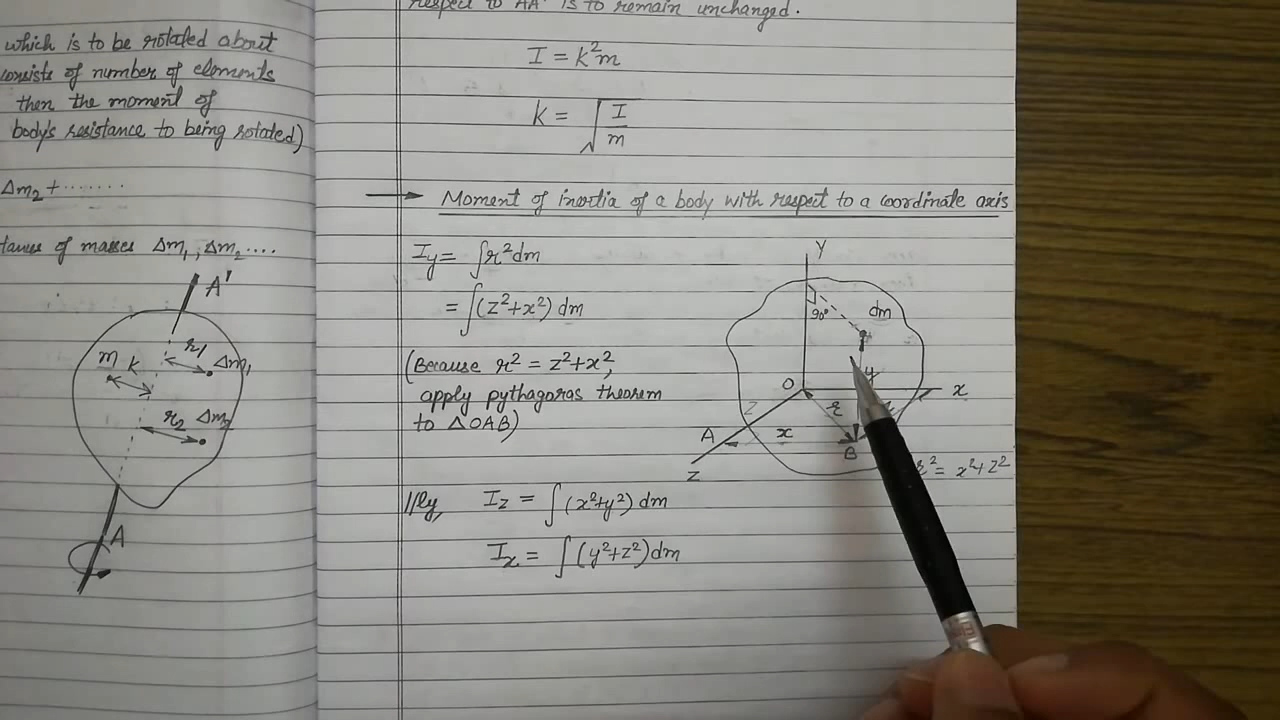 which is to be rotated about
consists of number of elements
then the moment of
body's resistance to being rotated)
Δm₂ + .......
tances of masses Δm₁, Δm₂....
A'
m k r₁ Δm₁
r₂ Δm₂
A
respect to AA' is to remain unchanged.
I = k²m
k = √(I/m)
→ Moment of inertia of a body with respect to a coordinate axis
Iy = ∫r²dm
= ∫(z²+x²) dm
(Because r² = z²+x²,
apply pythagoras theorem
to ΔOAB)
Y
90° dm
y
O x
z r
A x
B
Z
r² = x²+z²
||ly, Iz = ∫(x²+y²) dm
Ix = ∫(y²+z²) dm